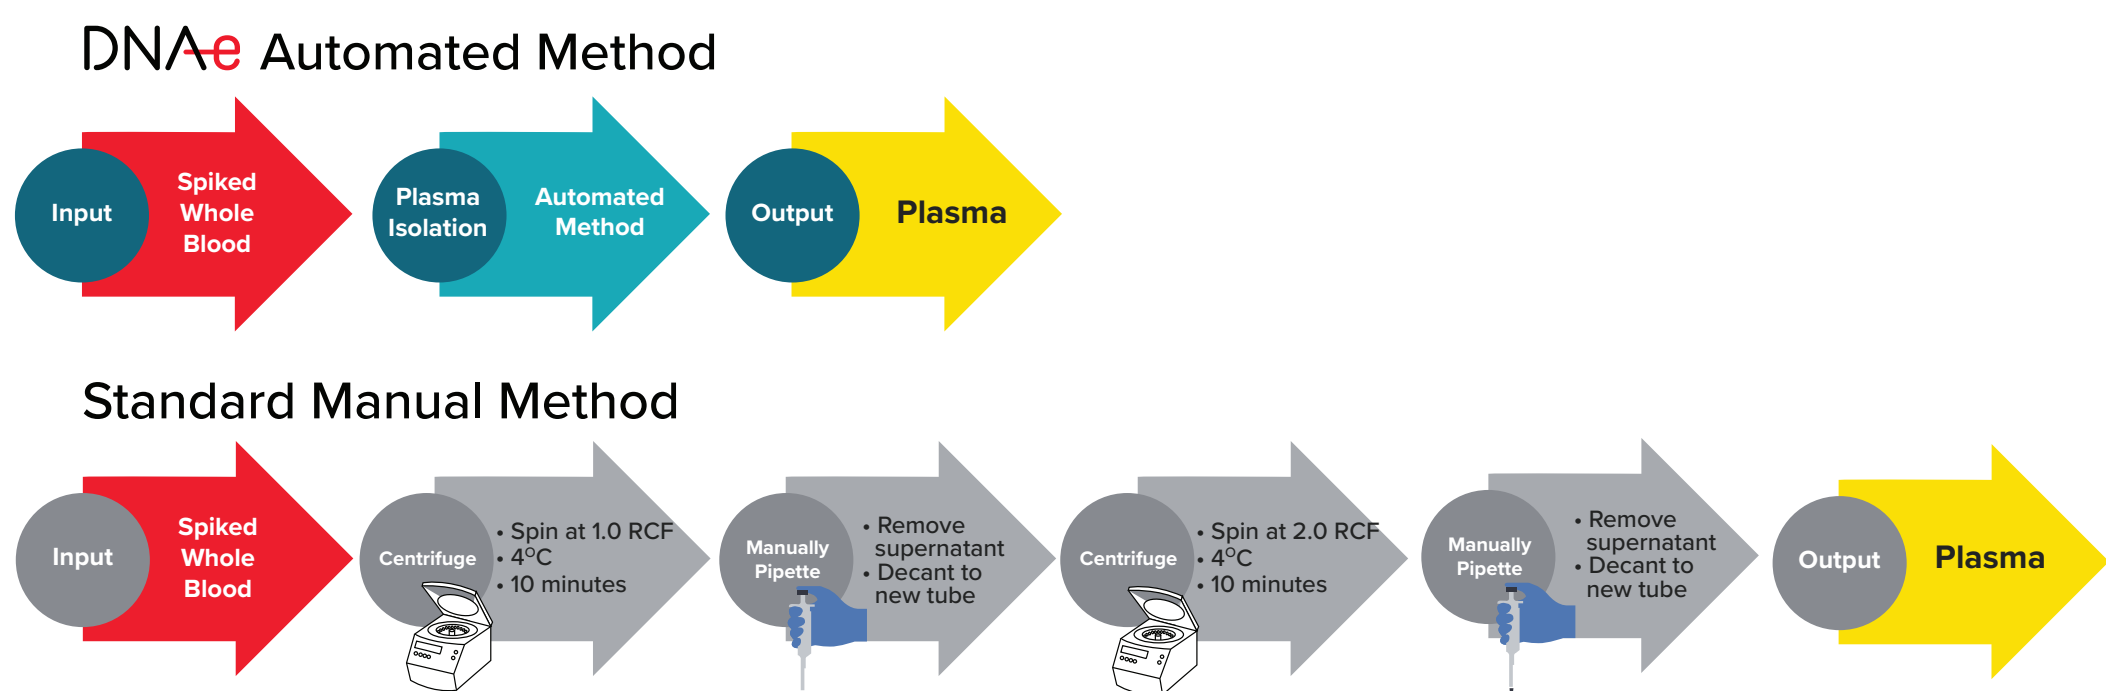 DNAe Automated Method
Input
Spiked
Whole
Blood
Plasma
Isolation
Automated
Method
Output
Plasma
Standard Manual Method
Input
Spiked
Whole
Blood
Centrifuge
• Spin at 1.0 RCF
• 4°C
• 10 minutes
Manually
Pipette
• Remove
supernatant
• Decant to
new tube
Centrifuge
• Spin at 2.0 RCF
• 4°C
• 10 minutes
Manually
Pipette
• Remove
supernatant
• Decant to
new tube
Output
Plasma